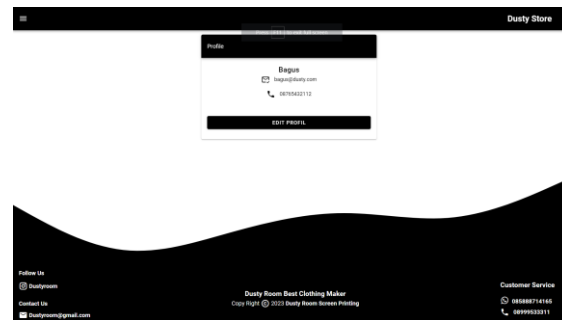 Dusty Store
Profile
Bagus
bagus@dusty.com
08765432112
EDIT PROFIL
Follow Us
Dustyroom
Contact Us
Dustyroom@gmail.com
Dusty Room Best Clothing Maker
Copy Right © 2023 Dusty Room Screen Printing
Customer Service
085888714165
08999533311